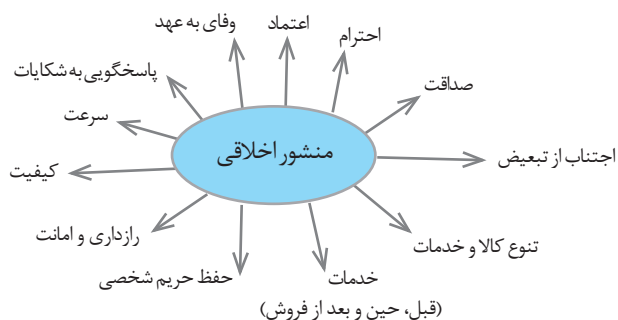 وفای به عهد
اعتماد
احترام
پاسخگویی به شکایات
صداقت
سرعت
منشور اخلاقی
اجتناب از تبعیض
کیفیت
رازداری و امانت
تنوع کالا و خدمات
حفظ حریم شخصی
خدمات
(قبل، حین و بعد از فروش)